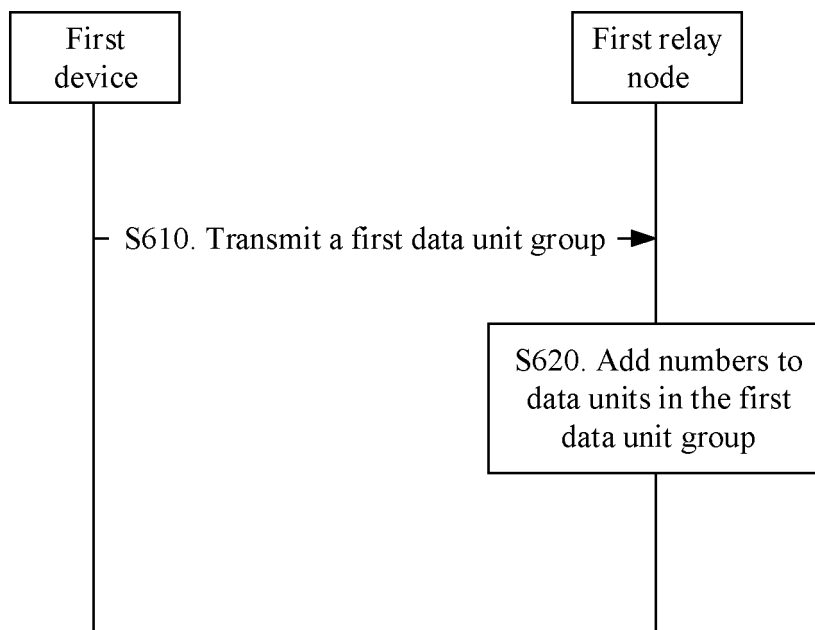 First
device
First relay
node
S610. Transmit a first data unit group
S620. Add numbers to
data units in the first
data unit group